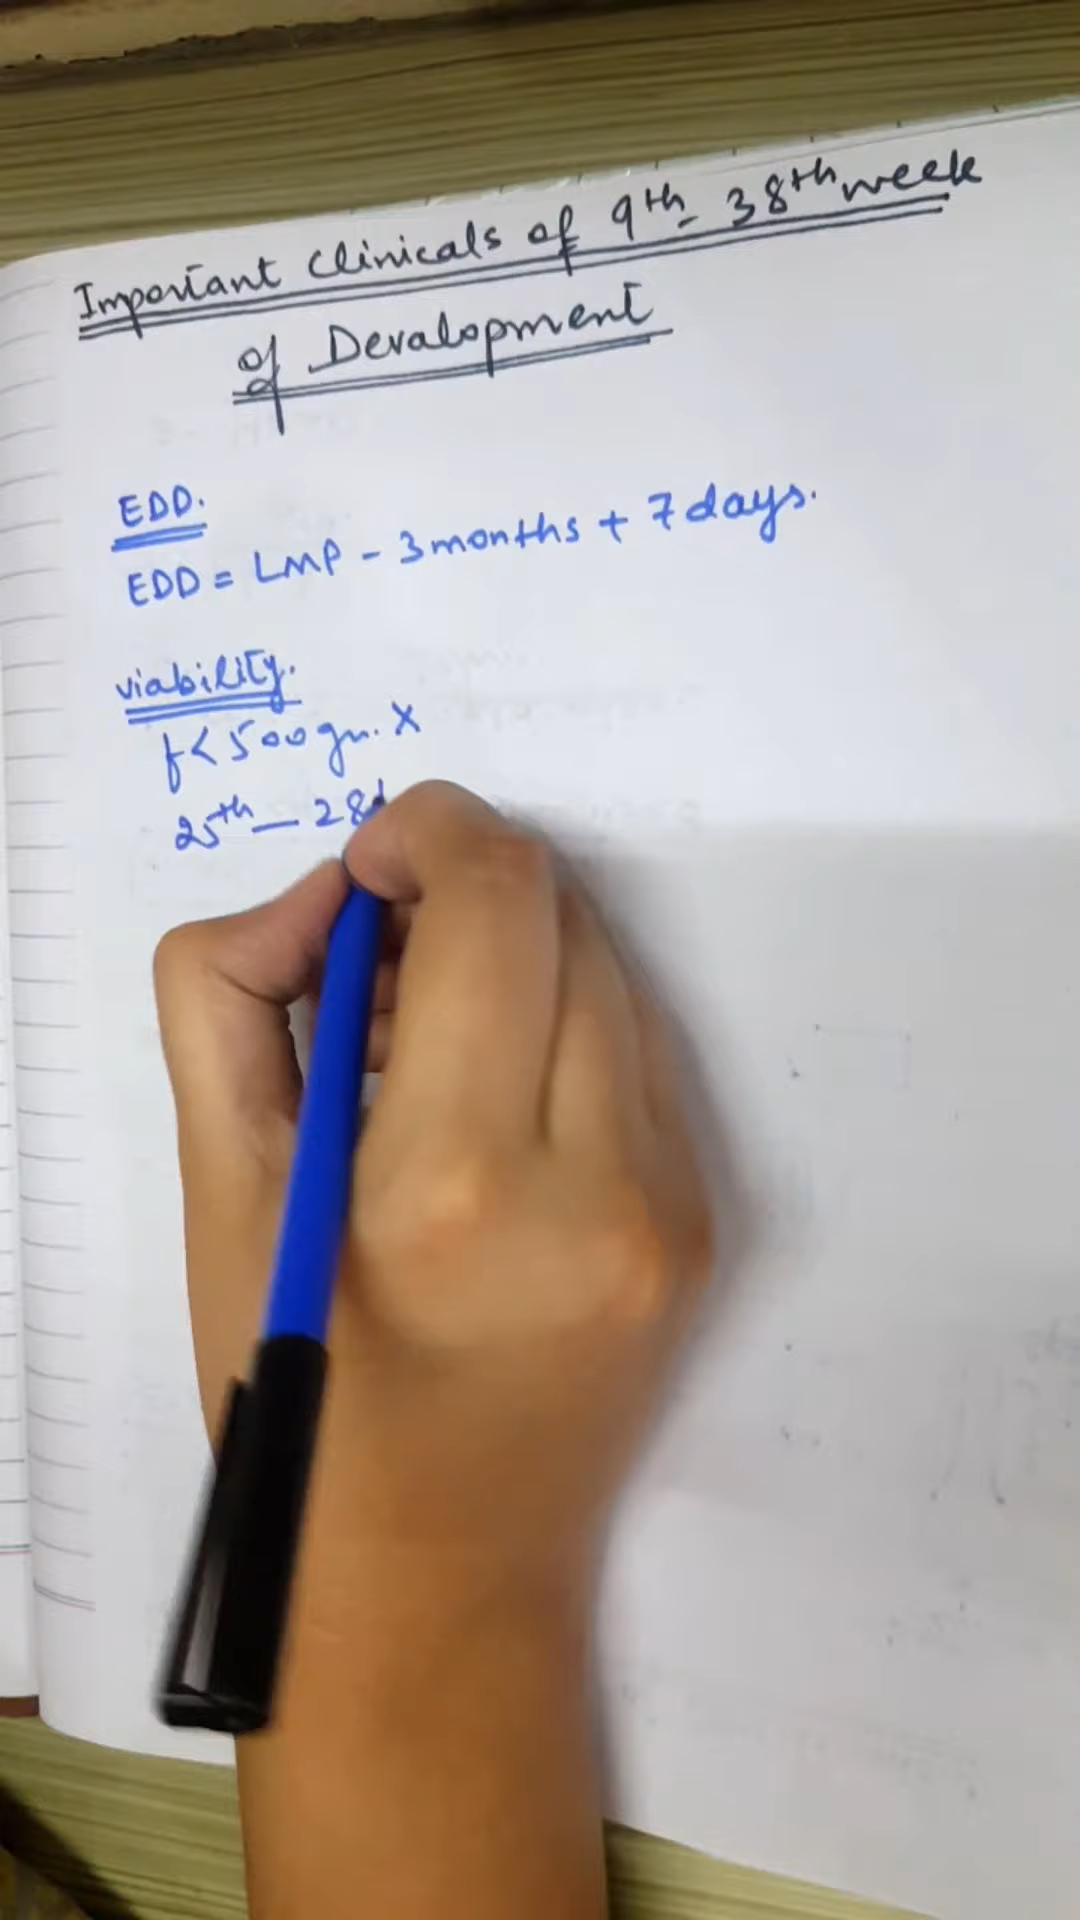 Important Clinicals of 9th - 38th week
of Devalopment
EDD.
EDD = LMP - 3 months + 7 days.
viability.
f < 500 gm. X
25th - 28